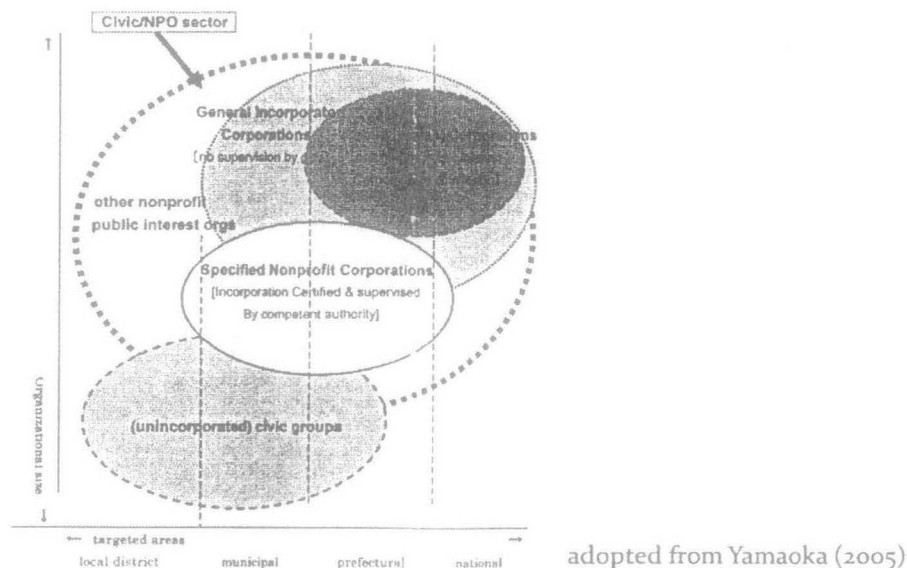 Civic/NPO sector
General Incorporated
Corporations
[no supervision by
other nonprofit
public interest orgs
Specified Nonprofit Corporations
[Incorporation Certified & supervised
By competent authority]
(unincorporated) civic groups
Organizational size
← targeted areas →
local district municipal prefectural national
adopted from Yamaoka (2005)